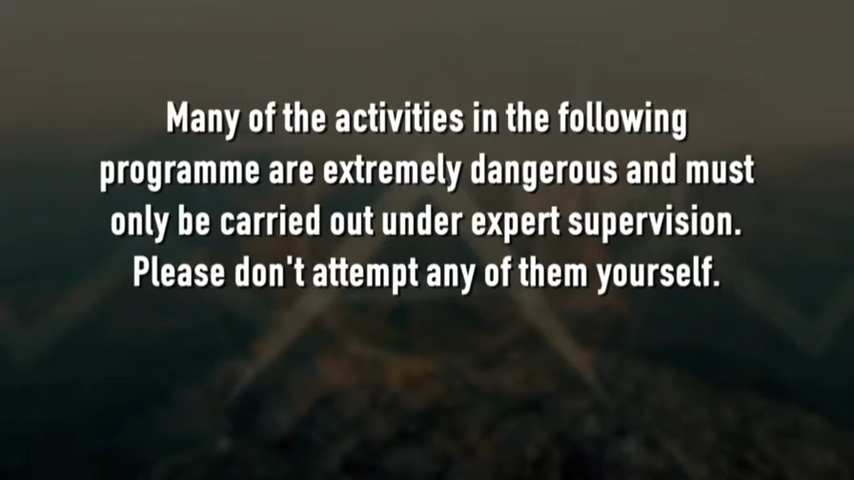 Many of the activities in the following
programme are extremely dangerous and must
only be carried out under expert supervision.
Please don't attempt any of them yourself.